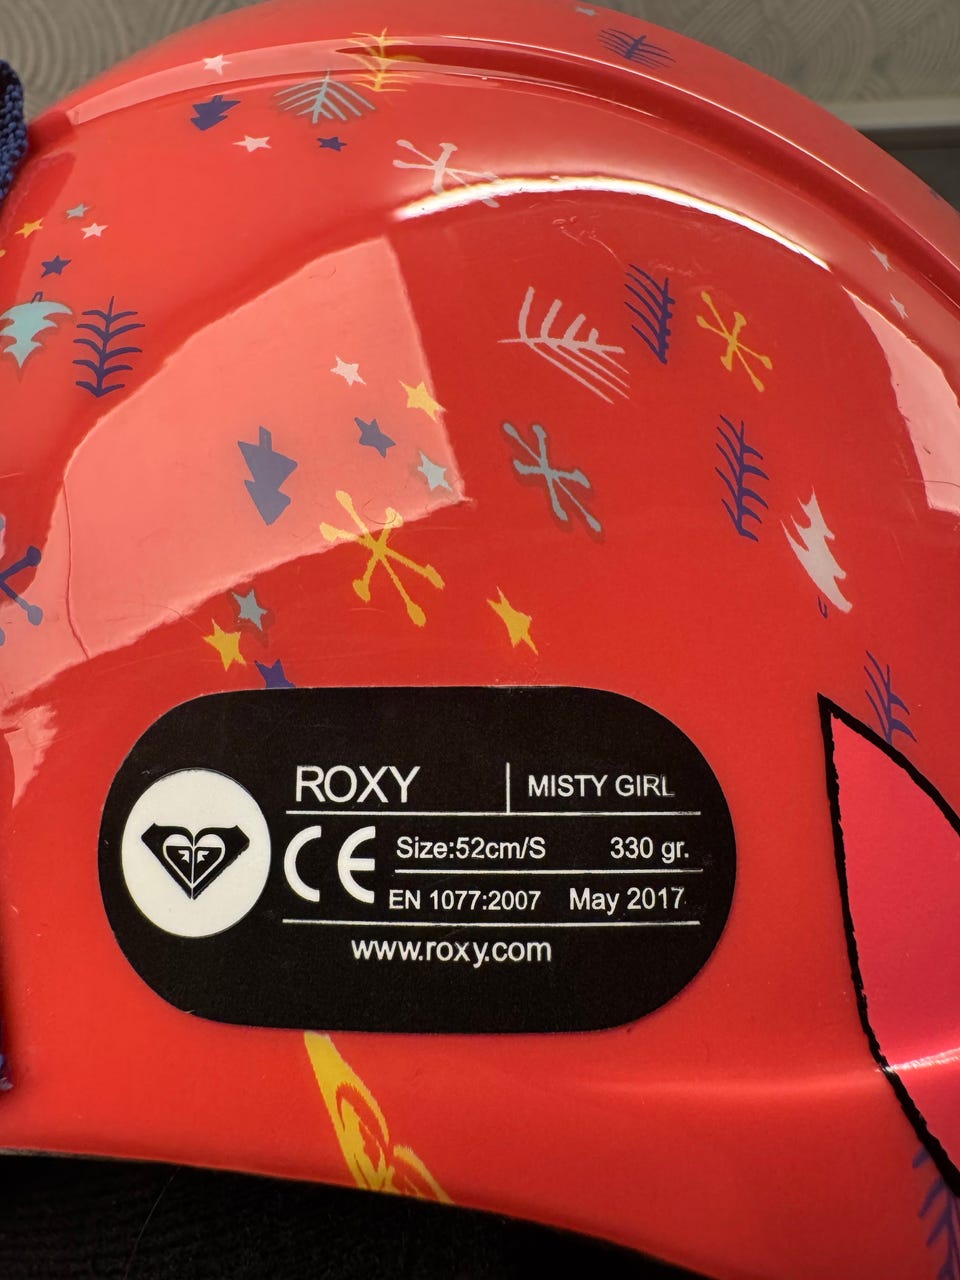 ROXY | MISTY GIRL
CE Size:52cm/S 330 gr.
EN 1077:2007 May 2017
www.roxy.com